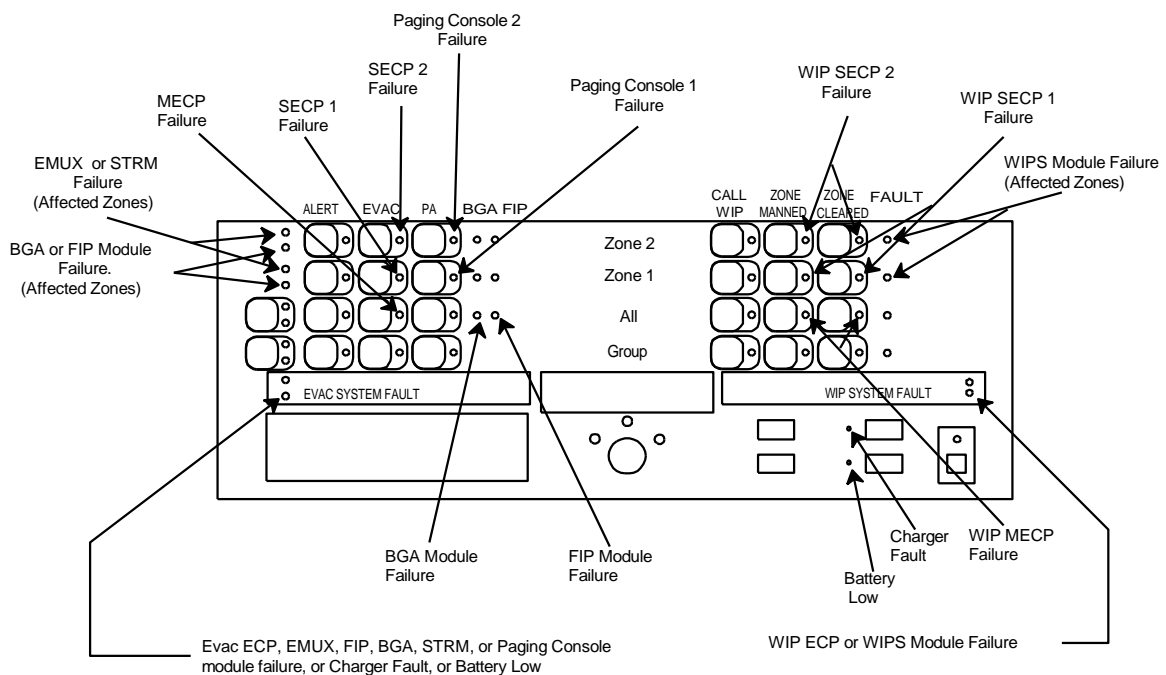 Paging Console 2
Failure
SECP 2
Failure
WIP SECP 2
Failure
MECP
Failure
SECP 1
Failure
Paging Console 1
Failure
WIP SECP 1
Failure
EMUX or STRM
Failure
(Affected Zones)
WIPS Module Failure
(Affected Zones)
BGA or FIP Module
Failure.
(Affected Zones)
ALERT EVAC PA BGA FIP
CALL
WIP
ZONE
MANNED
ZONE
CLEARED
FAULT
Zone 2
Zone 1
All
Group
EVAC SYSTEM FAULT
WIP SYSTEM FAULT
BGA Module
Failure
FIP Module
Failure
Charger
Fault
WIP MECP
Failure
Battery
Low
Evac ECP, EMUX, FIP, BGA, STRM, or Paging Console
module failure, or Charger Fault, or Battery Low
WIP ECP or WIPS Module Failure